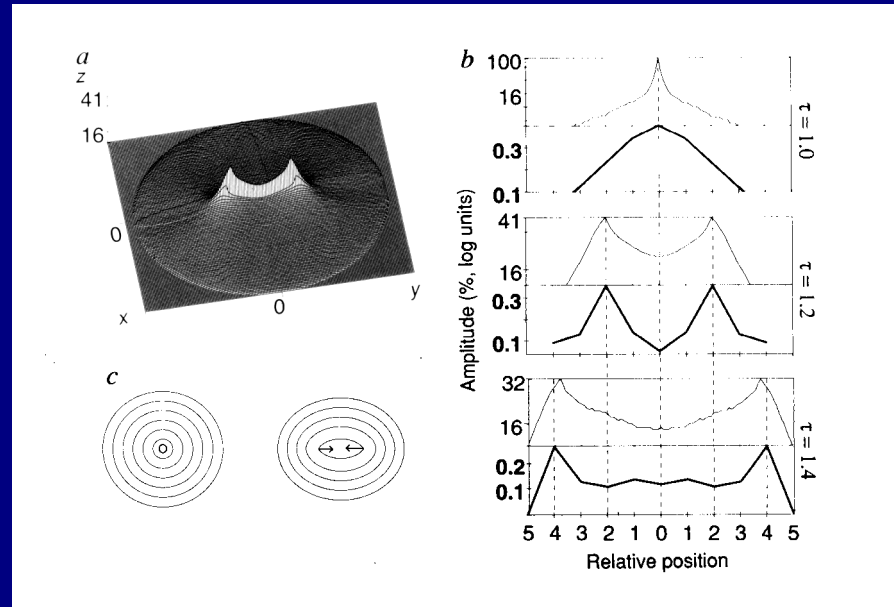 a
z
41
16
0
x
0
y
b
Amplitude (%, log units)
100
16
0.3
0.1
τ = 1.0
41
16
0.3
0.1
τ = 1.2
32
16
0.2
0.1
τ = 1.4
5 4 3 2 1 0 1 2 3 4 5
Relative position
c